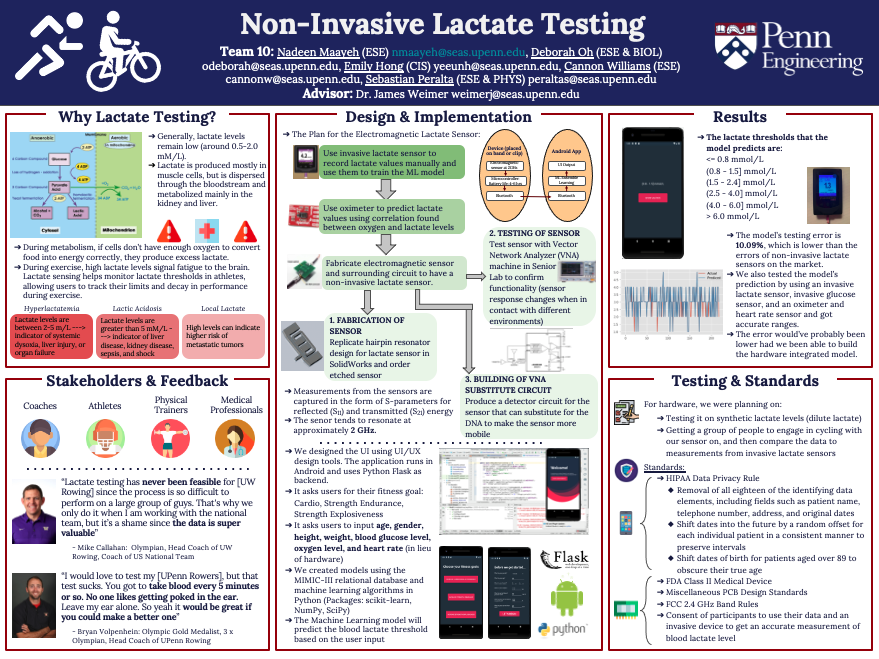 Non-Invasive Lactate Testing
Team 10: Nadeen Maayeh (ESE) nmaayeh@seas.upenn.edu, Deborah Oh (ESE & BIOL)
odeborah@seas.upenn.edu, Emily Hong (CIS) yeeunh@seas.upenn.edu, Cannon Williams (ESE)
cannonw@seas.upenn.edu, Sebastian Peralta (ESE & PHYS) peraltas@seas.upenn.edu
Advisor: Dr. James Weimer weimerj@seas.upenn.edu
Penn
Engineering
Why Lactate Testing?
Anaerobic
Aerobic
Glucose
2 ATP
Pyruvic Acid
Cytosol
Mitochondrion
➔ Generally, lactate levels
remain low (around 0.5-2.0
mM/L).
➔ Lactate is produced mostly in
muscle cells, but is dispersed
through the bloodstream and
metabolized mainly in the
kidney and liver.
➔ During metabolism, if cells don't have enough oxygen to convert
food into energy correctly, they produce excess lactate.
➔ During exercise, high lactate levels signal fatigue to the brain.
Lactate sensing helps monitor lactate thresholds in athletes,
allowing users to track their limits and decay in performance
during exercise.
Hyperlactatemia
Lactate levels are
between 2-5 m/L --->
indicator of systemic
dysoxia, liver injury, or
organ failure
Lactic Acidosis
Lactate levels are
greater than 5 mM/L -
--> indicator of liver
disease, kidney disease,
sepsis, and shock
Local Lactate
High levels can indicate
higher risk of
metastatic tumors
Stakeholders & Feedback
Coaches
Athletes
Physical
Trainers
Medical
Professionals
“Lactate testing has never been feasible for [UW
Rowing] since the process is so difficult to
perform on a large group of guys. That's why we
only do it when I am working with the national
team, but it's a shame since the data is super
valuable”
- Mike Callahan: Olympian, Head Coach of UW
Rowing, Coach of US National Team
“I would love to test my [UPenn Rowers], but that
test sucks. You got to take blood every 5 minutes
or so. No one likes getting poked in the ear.
Leave my ear alone. So yeah it would be great if
you could make a better one”
- Bryan Volpenhein: Olympic Gold Medalist, 3 x
Olympian, Head Coach of UPenn Rowing
Design & Implementation
➔ The Plan for the Electromagnetic Lactate Sensor:
Use invasive lactate sensor to
record lactate values manually and
use them to train the ML model
Use oximeter to predict lactate
values using correlation found
between oxygen and lactate levels
Fabricate electromagnetic sensor
and surrounding circuit to have a
non-invasive lactate sensor.
Device (placed
on hand or clip)
Bluetooth
Android App
UI Output
Bluetooth
1. FABRICATION OF
SENSOR
Replicate hairpin resonator
design for lactate sensor in
SolidWorks and order
etched sensor
2. TESTING OF SENSOR
Test sensor with Vector
Network Analyzer (VNA)
machine in Senior
Lab to confirm
functionality (sensor
response changes when in
contact with different
environments)
3. BUILDING OF VNA
SUBSTITUTE CIRCUIT
Produce a detector circuit for the
sensor that can substitute for the
DNA to make the sensor more
mobile
➔ Measurements from the sensors are
captured in the form of S-parameters for
reflected (S11) and transmitted (S21) energy
➔ The senor tends to resonate at
approximately 2 GHz.
➔ We designed the UI using UI/UX
design tools. The application runs in
Android and uses Python Flask as
backend.
➔ It asks users for their fitness goal:
Cardio, Strength Endurance,
Strength Explosiveness
➔ It asks users to input age, gender,
height, weight, blood glucose level,
oxygen level, and heart rate (in lieu
of hardware)
➔ We created models using the
MIMIC-III relational database and
machine learning algorithms in
Python (Packages: scikit-learn,
NumPy, SciPy)
➔ The Machine Learning model will
predict the blood lactate threshold
based on the user input
Welcome!
Flask
python
Results
➔ The lactate thresholds that the
model predicts are:
<= 0.8 mmol/L
(0.8 - 1.5] mmol/L
(1.5 - 2.4] mmol/L
(2.5 - 4.0] mmol/L
(4.0 - 6.0] mmol/L
> 6.0 mmol/L
➔ The model's testing error is
10.09%, which is lower than the
errors of non-invasive lactate
sensors on the market.
➔ We also tested the model's
prediction by using an invasive
lactate sensor, invasive glucose
sensor, and an oximeter and
heart rate sensor and got
accurate ranges.
➔ The error would've probably been
lower had we been able to build
the hardware integrated model.
Testing & Standards
For hardware, we were planning on:
➔ Testing it on synthetic lactate levels (dilute lactate)
➔ Getting a group of people to engage in cycling with
our sensor on, and then compare the data to
measurements from invasive lactate sensors
Standards:
➔ HIPAA Data Privacy Rule
◆ Removal of all eighteen of the identifying data
elements, including fields such as patient name,
telephone number, address, and original dates
◆ Shift dates into the future by a random offset for
each individual patient in a consistent manner to
preserve intervals
◆ Shift dates of birth for patients aged over 89 to
obscure their true age
➔ FDA Class II Medical Device
➔ Miscellaneous PCB Design Standards
➔ FCC 2.4 GHz Band Rules
➔ Consent of participants to use their data and an
invasive device to get an accurate measurement of
blood lactate level